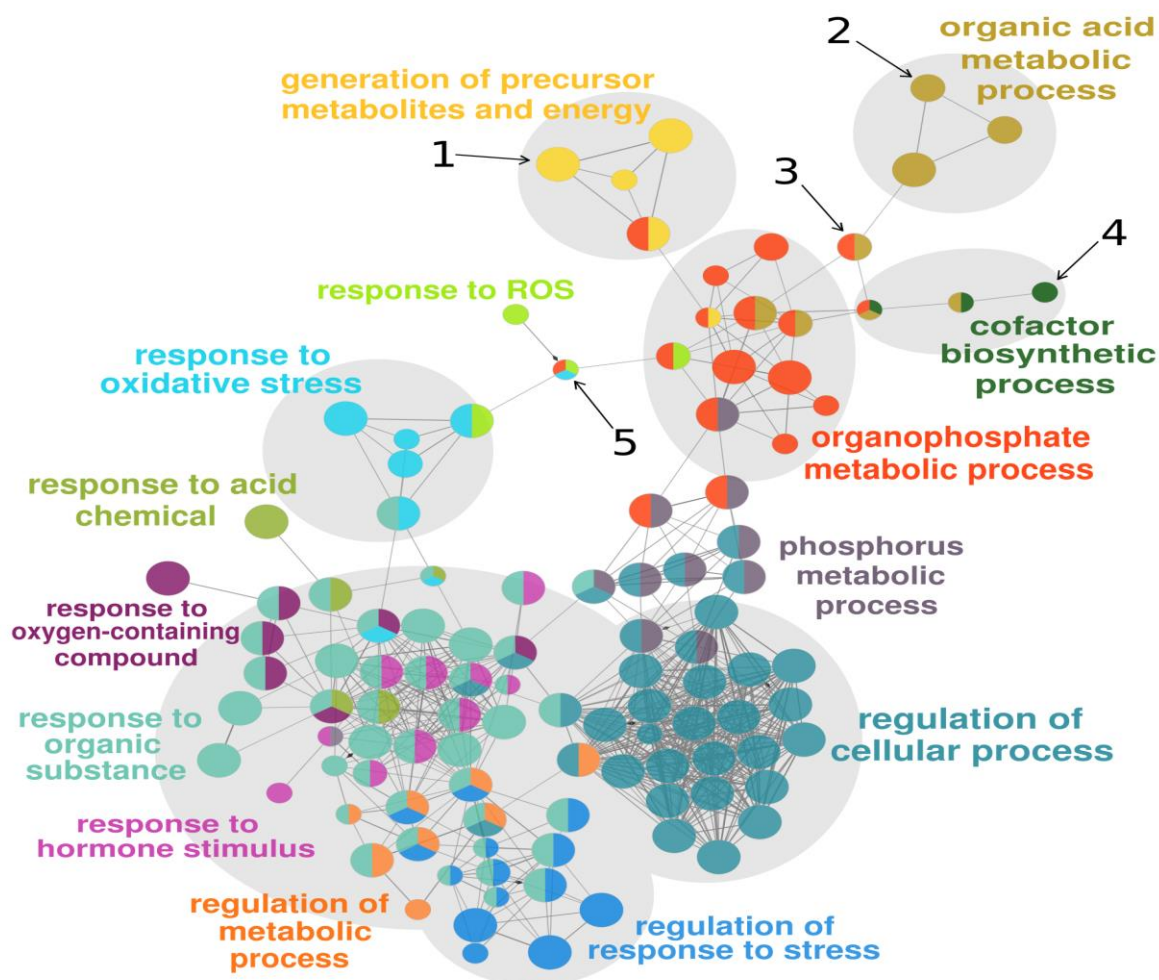 2
organic acid
metabolic
process
generation of precursor
metabolites and energy
1
3
4
response to ROS
cofactor
biosynthetic
process
response to
oxidative stress
5
organophosphate
metabolic process
response to acid
chemical
phosphorus
metabolic
process
response to
oxygen-containing
compound
response to
organic
substance
regulation of
cellular process
response to
hormone stimulus
regulation of
metabolic
process
regulation of
response to stress